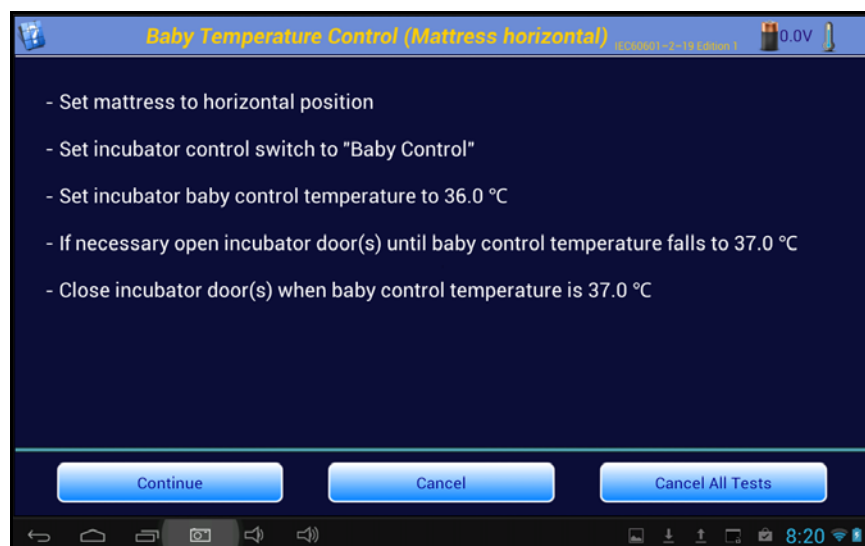 Baby Temperature Control (Mattress horizontal) IEC60601-2-19 Edition 1 0.0V
- Set mattress to horizontal position
- Set incubator control switch to "Baby Control"
- Set incubator baby control temperature to 36.0 °C
- If necessary open incubator door(s) until baby control temperature falls to 37.0 °C
- Close incubator door(s) when baby control temperature is 37.0 °C
Continue Cancel Cancel All Tests
8:20